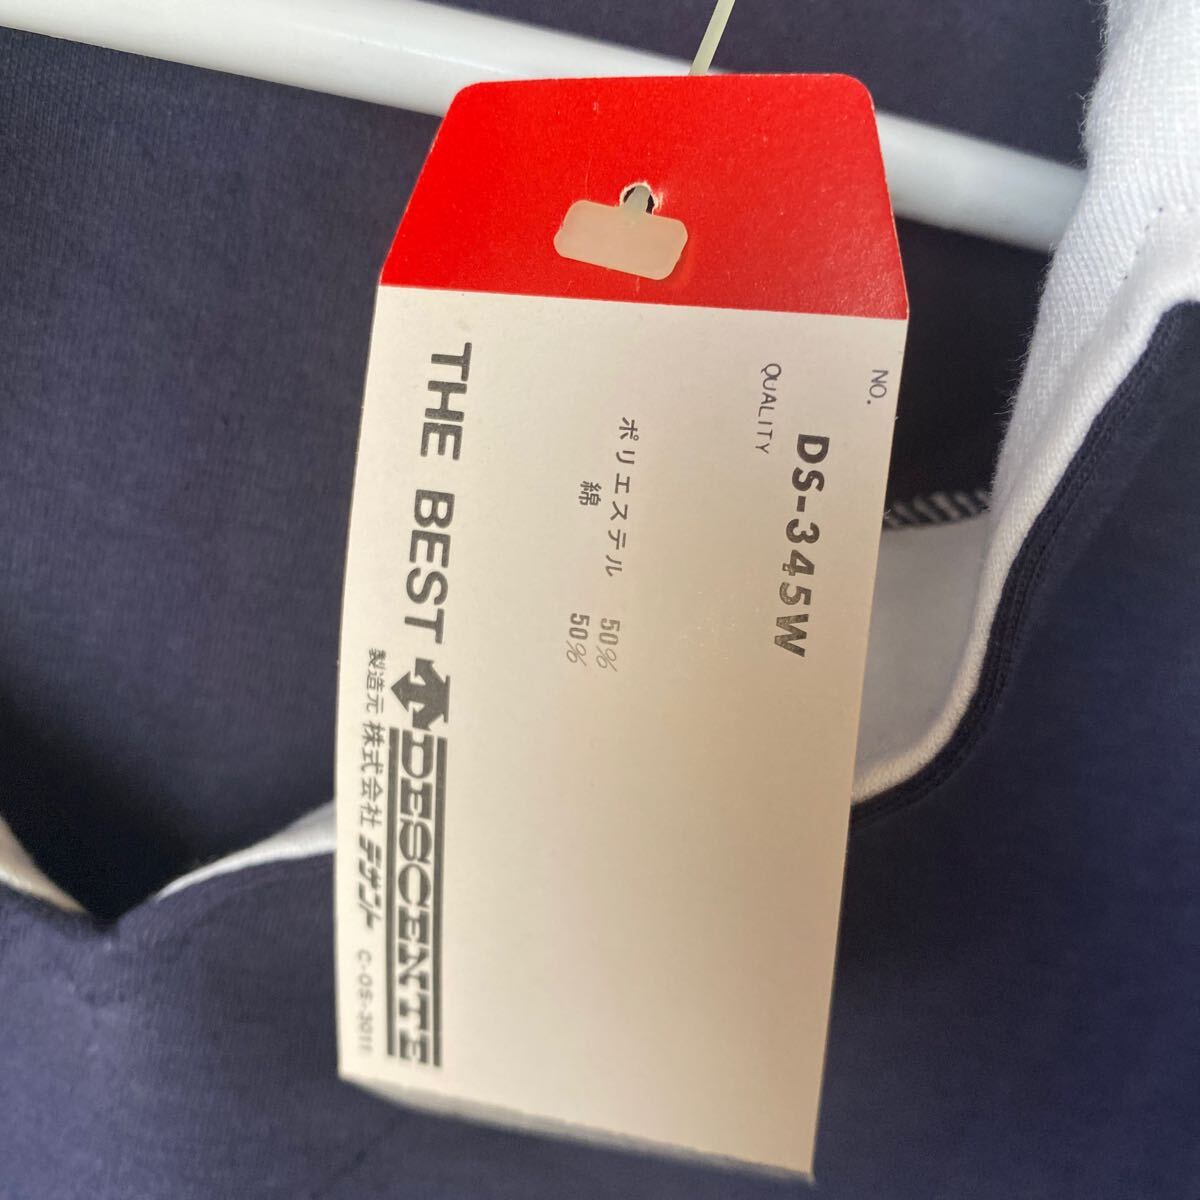 NO.
DS-345W
QUALITY
ポリエステル 50%
綿 50%
THE BEST DESCENTE
製造元 株式会社 デサント C-OS-3011